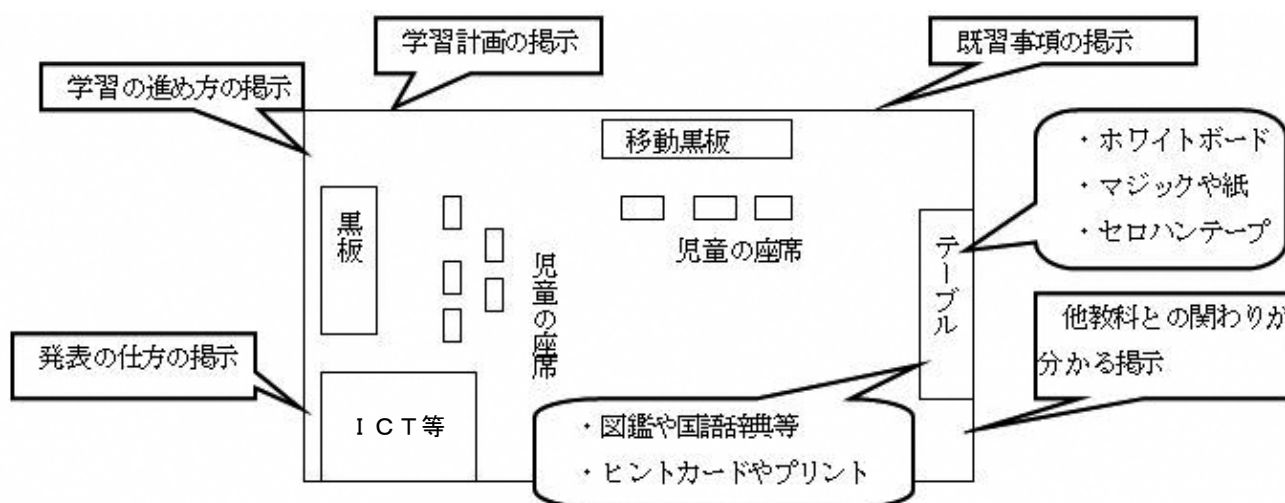 学習計画の掲示
既習事項の掲示
学習の進め方の掲示
移動黒板
・ホワイトボード
・マジックや紙
・セロハンテープ
黒板
児童の座席
児童の座席
テーブル
他教科との関わりが
分かる掲示
発表の仕方の掲示
ＩＣＴ等
・図鑑や国語辞典等
・ヒントカードやプリント